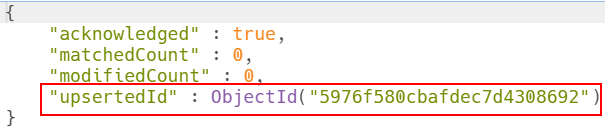 {
"acknowledged" : true,
"matchedCount" : 0,
"modifiedCount" : 0,
"upsertedId" : ObjectId("5976f580cbafdec7d4308692")
}